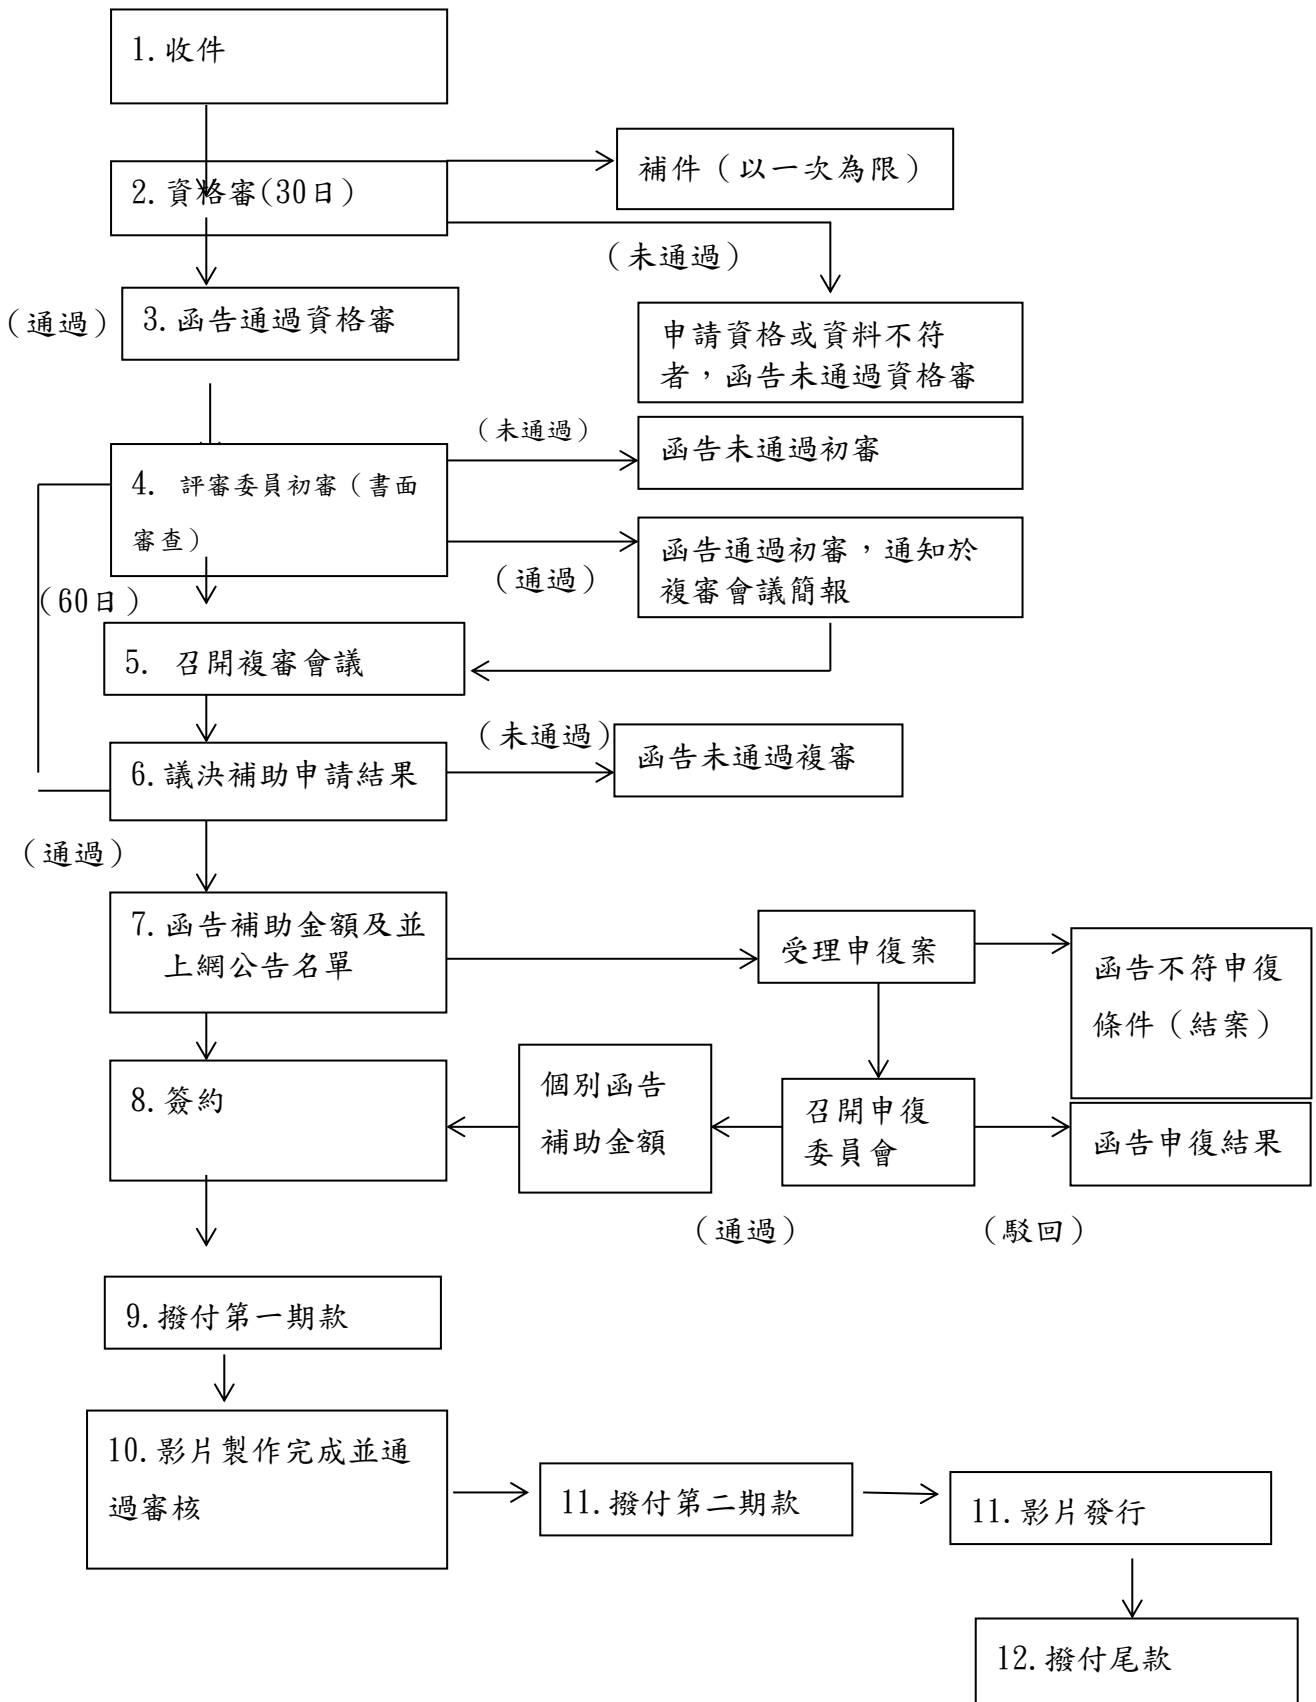 1.收件
補件（以一次為限）
2.資格審(30日)
（未通過）
（通過）
3.函告通過資格審
申請資格或資料不符
者，函告未通過資格審
（未通過）
函告未通過初審
4. 評審委員初審（書面
審查）
函告通過初審，通知於
複審會議簡報
（通過）
（60日）
5. 召開複審會議
（未通過）
函告未通過複審
6.議決補助申請結果
（通過）
7.函告補助金額及並
上網公告名單
受理申復案
函告不符申復
條件（結案）
8.簽約
個別函告
補助金額
召開申復
委員會
函告申復結果
（通過）
（駁回）
9.撥付第一期款
10.影片製作完成並通
過審核
11.撥付第二期款
11.影片發行
12.撥付尾款